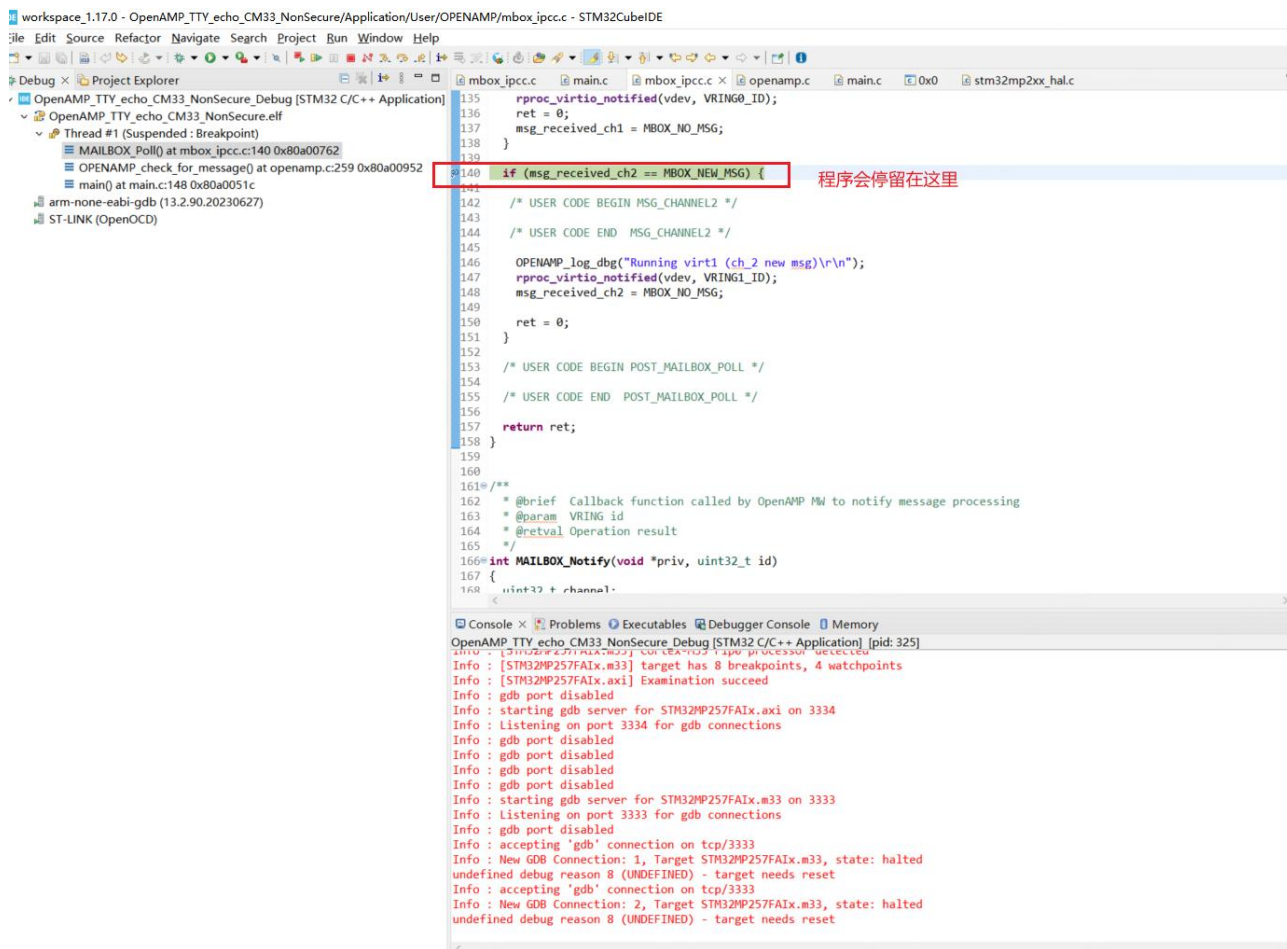 workspace_1.17.0 - OpenAMP_TTY_echo_CM33_NonSecure/Application/User/OPENAMP/mbox_ipcc.c - STM32CubeIDE
File Edit Source Refactor Navigate Search Project Run Window Help
Debug × Project Explorer
mbox_ipcc.c main.c mbox_ipcc.c × openamp.c main.c 0x0 stm32mp2xx_hal.c
OpenAMP_TTY_echo_CM33_NonSecure_Debug [STM32 C/C++ Application]
OpenAMP_TTY_echo_CM33_NonSecure.elf
Thread #1 (Suspended : Breakpoint)
MAILBOX_Poll() at mbox_ipcc.c:140 0x80a00762
OPENAMP_check_for_message() at openamp.c:259 0x80a00952
main() at main.c:148 0x80a0051c
arm-none-eabi-gdb (13.2.90.20230627)
ST-LINK (OpenOCD)
135 rproc_virtio_notified(vdev, VRING0_ID);
136 ret = 0;
137 msg_received_ch1 = MBOX_NO_MSG;
138 }
139
140 if (msg_received_ch2 == MBOX_NEW_MSG) {
程序会停留在这里
141
142 /* USER CODE BEGIN MSG_CHANNEL2 */
143
144 /* USER CODE END MSG_CHANNEL2 */
145
146 OPENAMP_log_dbg("Running virt1 (ch_2 new msg)\r\n");
147 rproc_virtio_notified(vdev, VRING1_ID);
148 msg_received_ch2 = MBOX_NO_MSG;
149
150 ret = 0;
151 }
152
153 /* USER CODE BEGIN POST_MAILBOX_POLL */
154
155 /* USER CODE END POST_MAILBOX_POLL */
156
157 return ret;
158 }
159
160
161 /**
162 * @brief Callback function called by OpenAMP MW to notify message processing
163 * @param VRING id
164 * @retval Operation result
165 */
166 int MAILBOX_Notify(void *priv, uint32_t id)
167 {
168 uint32_t channel;
Console × Problems Executables Debugger Console Memory
OpenAMP_TTY_echo_CM33_NonSecure_Debug [STM32 C/C++ Application] [pid: 325]
Info : [STM32MP257FAIx.m33] Cortex-M33 r1p0 processor detected
Info : [STM32MP257FAIx.m33] target has 8 breakpoints, 4 watchpoints
Info : [STM32MP257FAIx.axi] Examination succeed
Info : gdb port disabled
Info : starting gdb server for STM32MP257FAIx.axi on 3334
Info : Listening on port 3334 for gdb connections
Info : gdb port disabled
Info : gdb port disabled
Info : gdb port disabled
Info : gdb port disabled
Info : starting gdb server for STM32MP257FAIx.m33 on 3333
Info : Listening on port 3333 for gdb connections
Info : gdb port disabled
Info : accepting 'gdb' connection on tcp/3333
Info : New GDB Connection: 1, Target STM32MP257FAIx.m33, state: halted
undefined debug reason 8 (UNDEFINED) - target needs reset
Info : accepting 'gdb' connection on tcp/3333
Info : New GDB Connection: 2, Target STM32MP257FAIx.m33, state: halted
undefined debug reason 8 (UNDEFINED) - target needs reset